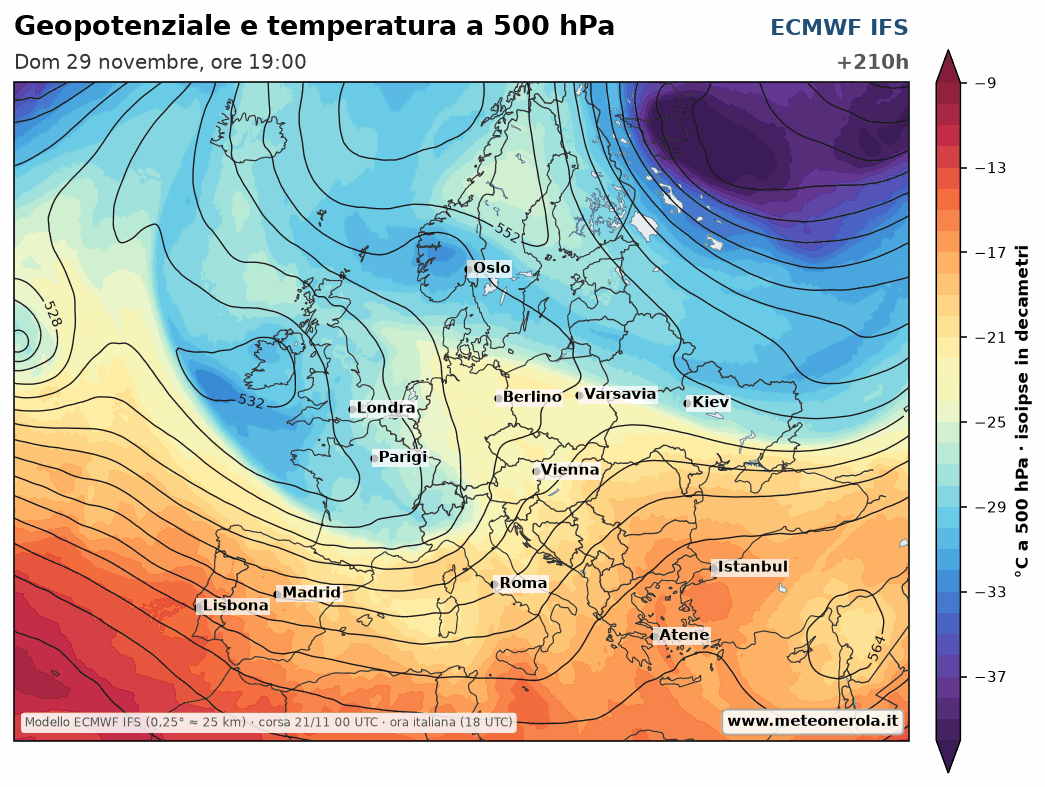 Geopotenziale e temperatura a 500 hPa
ECMWF IFS
Dom 29 novembre, ore 19:00
+210h
−9
−13
−17
−21
−25
−29
−33
−37
°C a 500 hPa · isoipse in decametri
552
Oslo
528
532
Londra
Berlino
Varsavia
Kiev
Parigi
Vienna
Istanbul
Roma
Madrid
Lisbona
Atene
564
Modello ECMWF IFS (0,25° ≈ 25 km) · corsa 21/11 00 UTC · ora italiana (18 UTC)
www.meteonerola.it